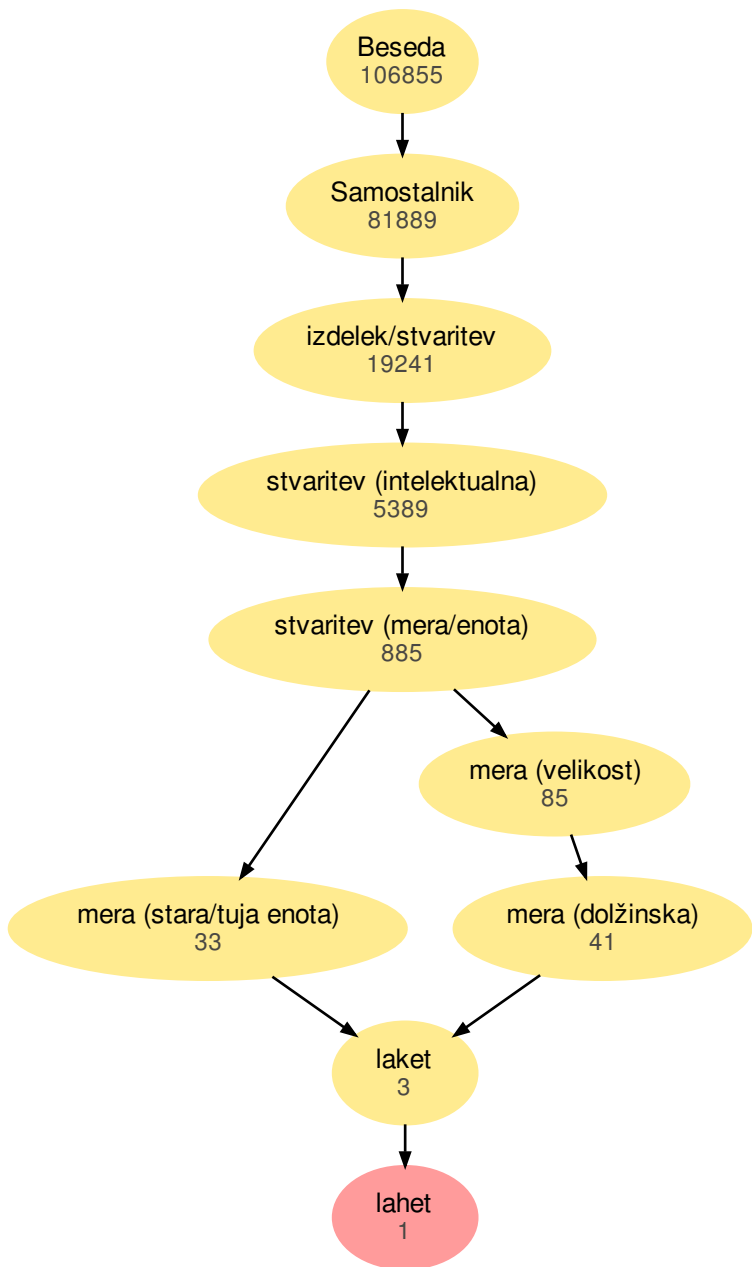 Beseda
106855
Samostalnik
81889
izdelek/stvaritev
19241
stvaritev (intelektualna)
5389
stvaritev (mera/enota)
885
mera (velikost)
85
mera (stara/tuja enota)
33
mera (dolžinska)
41
laket
3
lahet
1